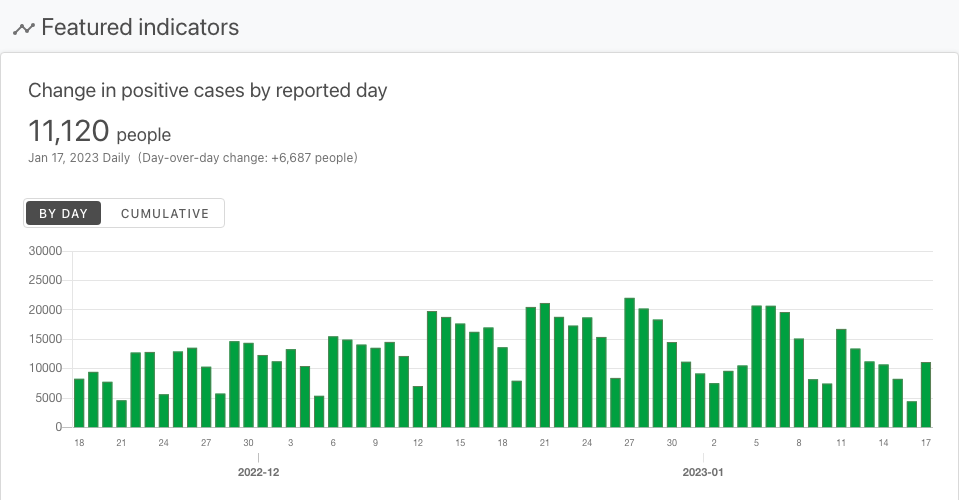 Featured indicators
Change in positive cases by reported day
11,120 people
Jan 17, 2023 Daily (Day-over-day change: +6,687 people)
BY DAY CUMULATIVE
30000
25000
20000
15000
10000
5000
0
18 21 24 27 30 3 6 9 12 15 18 21 24 27 30 2 5 8 11 14 17
2022-12 2023-01